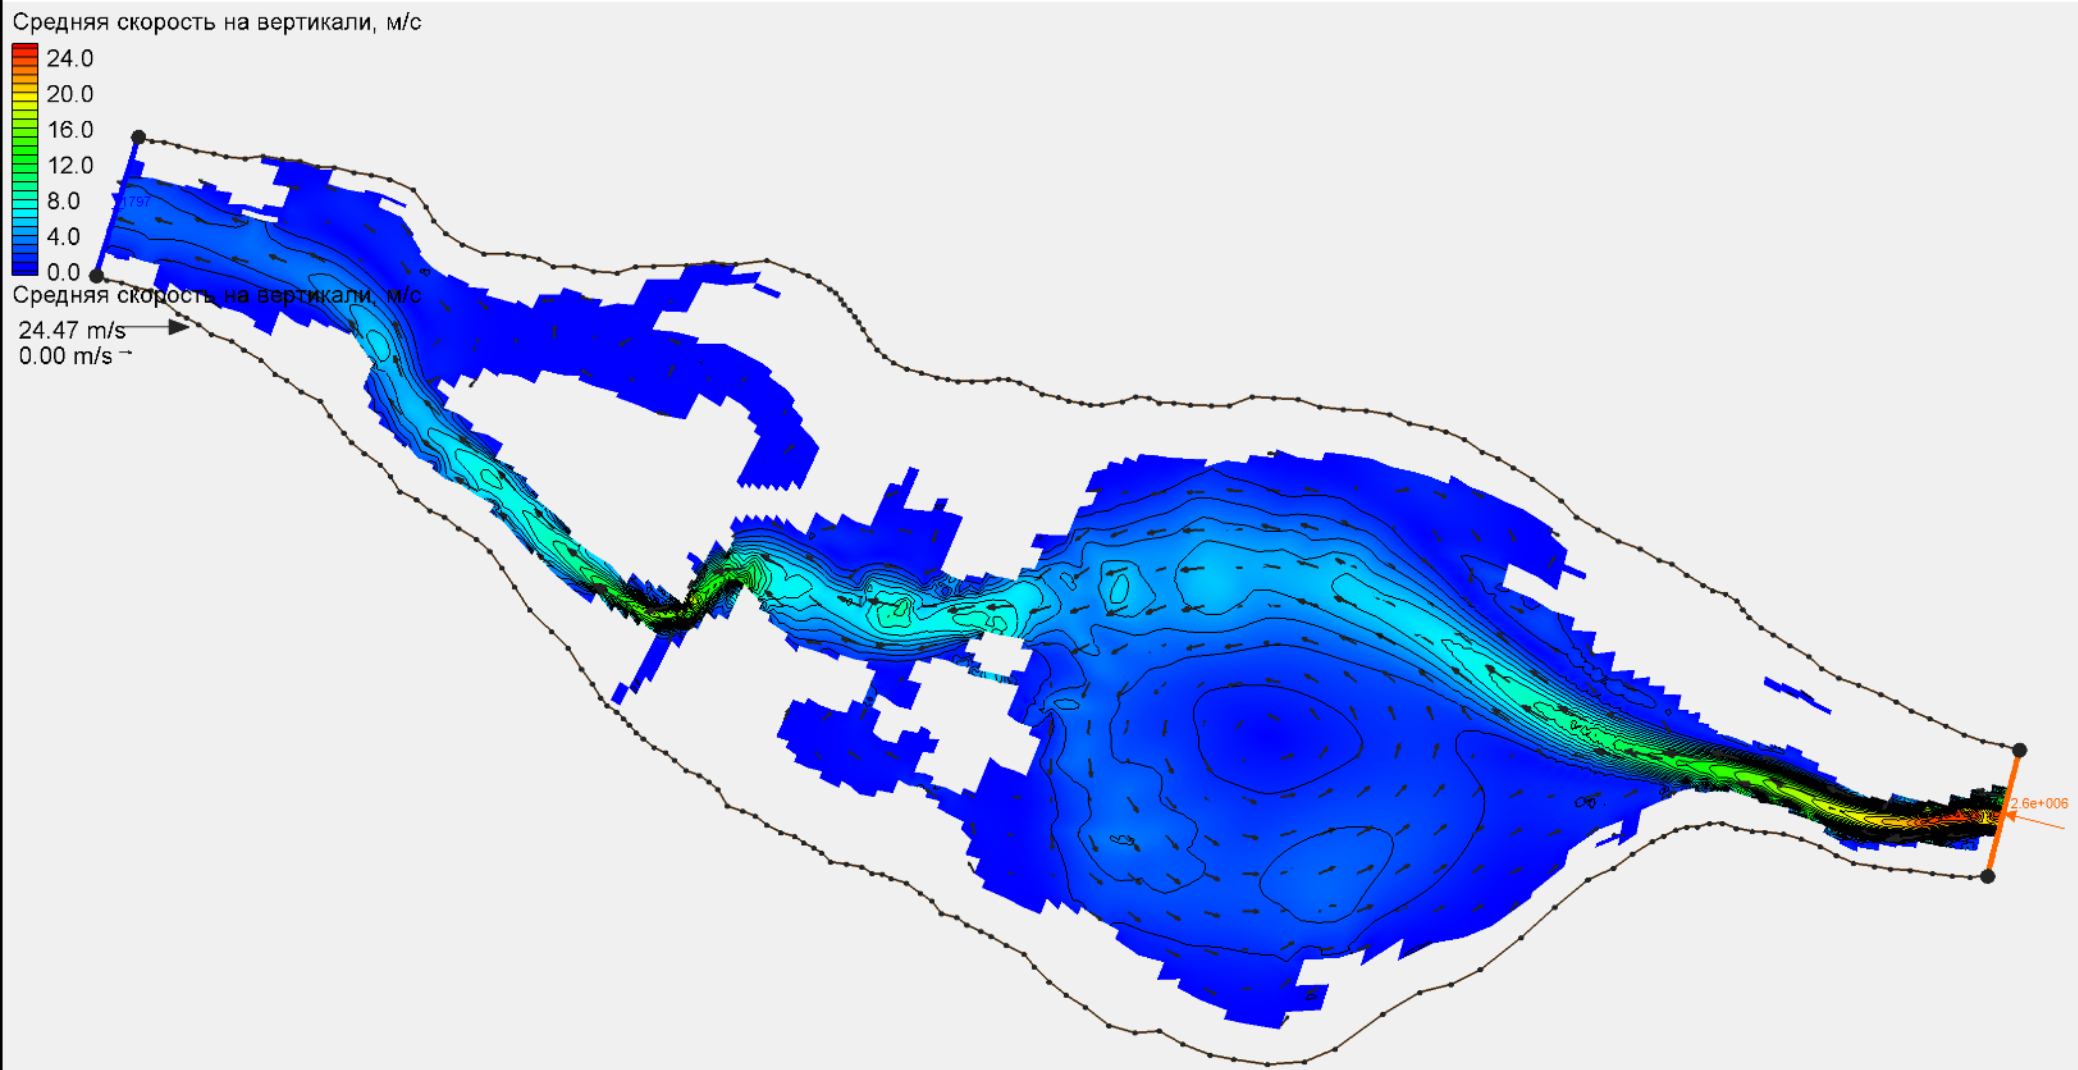 Средняя скорость на вертикали, м/с
24.0
20.0
16.0
12.0
8.0
4.0
0.0
Средняя скорость на вертикали, м/с
24.47 m/s
0.00 m/s
1797
2.6e+006